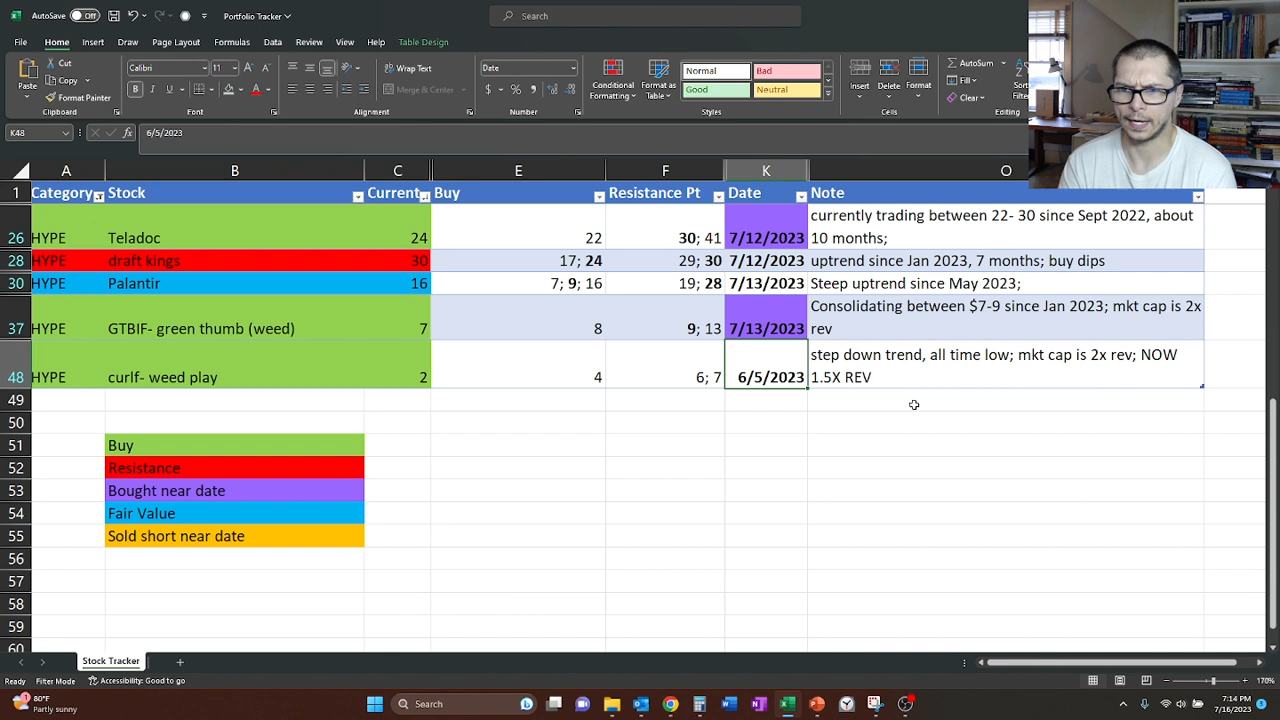 AutoSave Off Portfolio Tracker Search
File Home Insert Draw Page Layout Formulas Data Review View Automate Help Table Design
Paste Cut Copy Format Painter Calibri 11 Wrap Text Merge & Center Date Conditional Formatting Format as Table Normal Bad Good Neutral Insert Delete Format AutoSum Fill Clear
Clipboard Font Alignment Number Styles Cells
K48 6/5/2023
A B C E F K O
1 Category Stock Current Buy Resistance Pt Date Note
26 HYPE Teladoc 24 22 30; 41 7/12/2023 currently trading between 22- 30 since Sept 2022, about
10 months;
28 HYPE draft kings 30 17; 24 29; 30 7/12/2023 uptrend since Jan 2023, 7 months; buy dips
30 HYPE Palantir 16 7; 9; 16 19; 28 7/13/2023 Steep uptrend since May 2023;
37 HYPE GTBIF- green thumb (weed) 7 8 9; 13 7/13/2023 Consolidating between $7-9 since Jan 2023; mkt cap is 2x
rev
48 HYPE curlf- weed play 2 4 6; 7 6/5/2023 step down trend, all time low; mkt cap is 2x rev; NOW
1.5X REV
49
50
51 Buy
52 Resistance
53 Bought near date
54 Fair Value
55 Sold short near date
56
57
58
59
60
Stock Tracker
Ready Filter Mode Accessibility: Good to go 170%
80°F
Partly sunny
Search
7:14 PM
7/16/2023